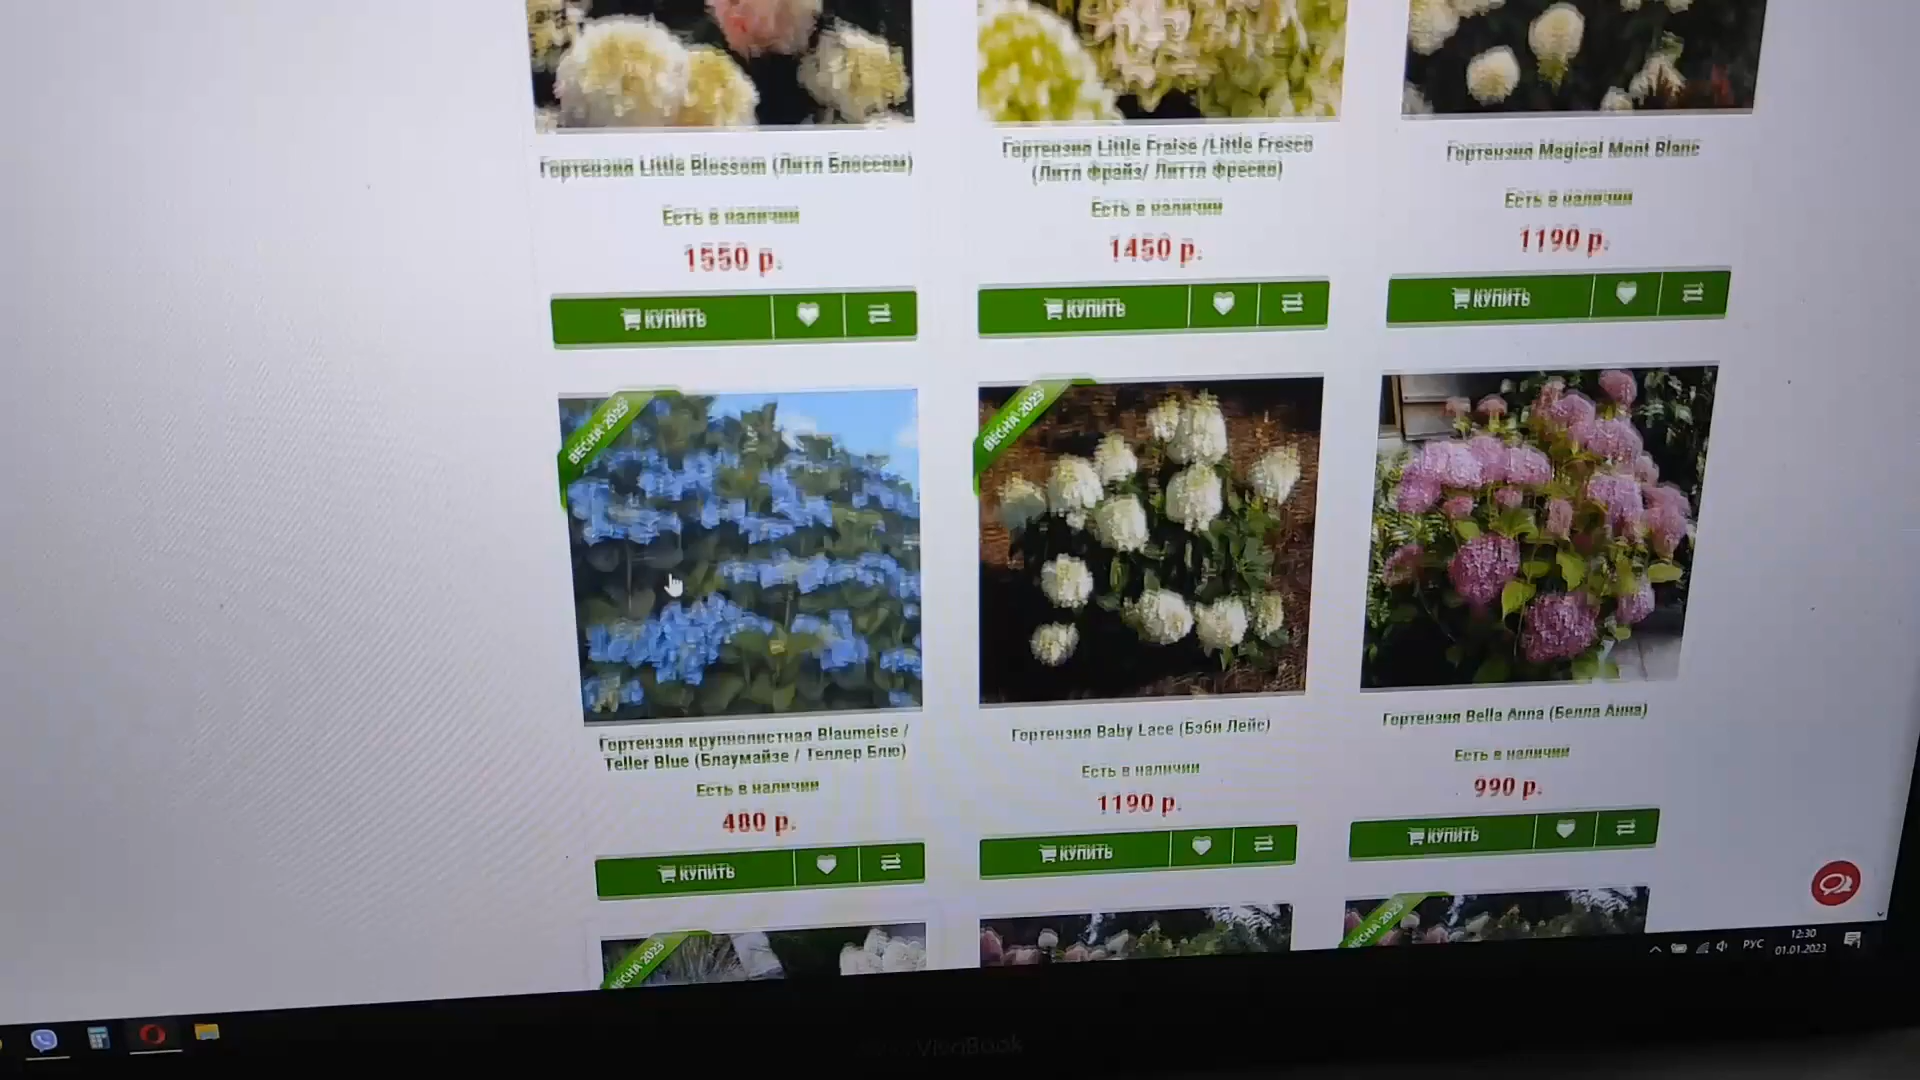 Гортензия Little Blossom (Литл Блоссом)
Есть в наличии
1550 р.
КУПИТЬ
Гортензия Little Fraise /Little Fresco
(Литл Фрайз/ Литтл Фреско)
Есть в наличии
1450 р.
КУПИТЬ
Гортензия Magical Mont Blanc
Есть в наличии
1190 р.
КУПИТЬ
ВЕСНА 2023
Гортензия крупнолистная Blaumeise /
Teller Blue (Блаумайзе / Теллер Блю)
Есть в наличии
480 р.
КУПИТЬ
ВЕСНА 2023
Гортензия Baby Lace (Бэби Лейс)
Есть в наличии
1190 р.
КУПИТЬ
Гортензия Bella Anna (Белла Анна)
Есть в наличии
990 р.
КУПИТЬ
ВЕСНА 2023
ВЕСНА 2023
РУС
12:30
01.01.2023
VivoBook